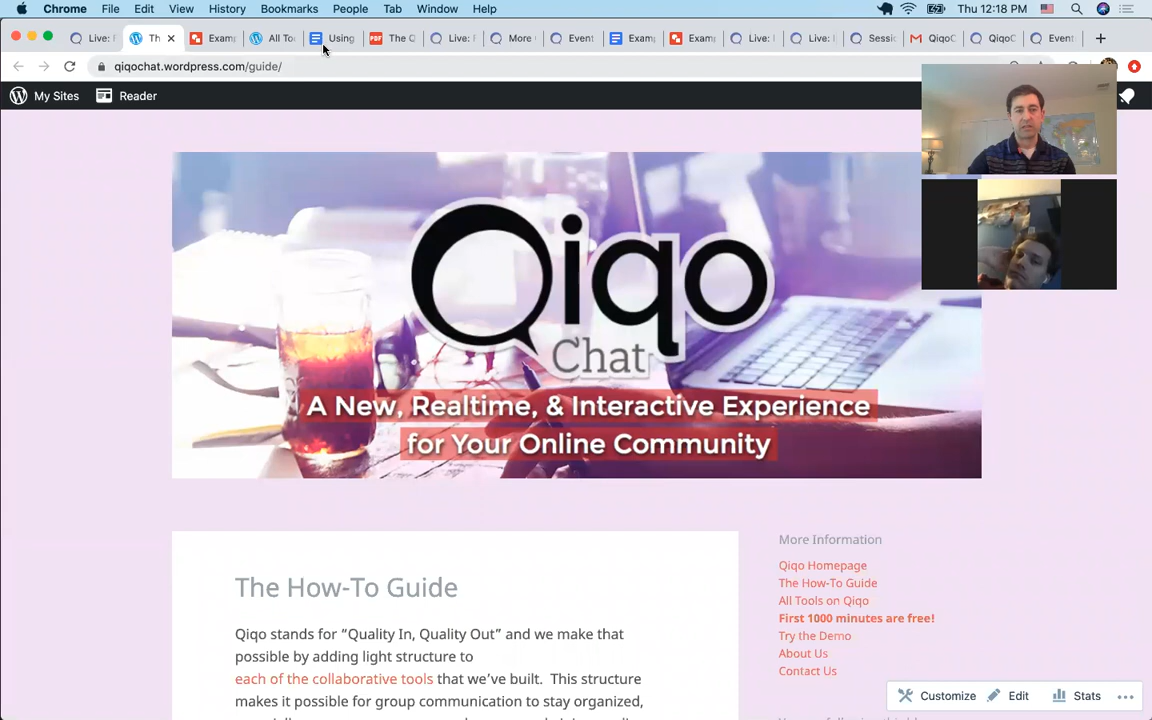 Chrome File Edit View History Bookmarks People Tab Window Help Thu 12:18 PM
Live: Th Exam All To Using The Q Live: More Event Exam Exam Live: Live: Sessi QiqoC QiqoC Event
qiqochat.wordpress.com/guide/
My Sites Reader
Qiqo
Chat
A New, Realtime, & Interactive Experience
for Your Online Community
The How-To Guide
Qiqo stands for “Quality In, Quality Out” and we make that
possible by adding light structure to
each of the collaborative tools that we’ve built. This structure
makes it possible for group communication to stay organized,
More Information
Qiqo Homepage
The How-To Guide
All Tools on Qiqo
First 1000 minutes are free!
Try the Demo
About Us
Contact Us
Customize Edit Stats